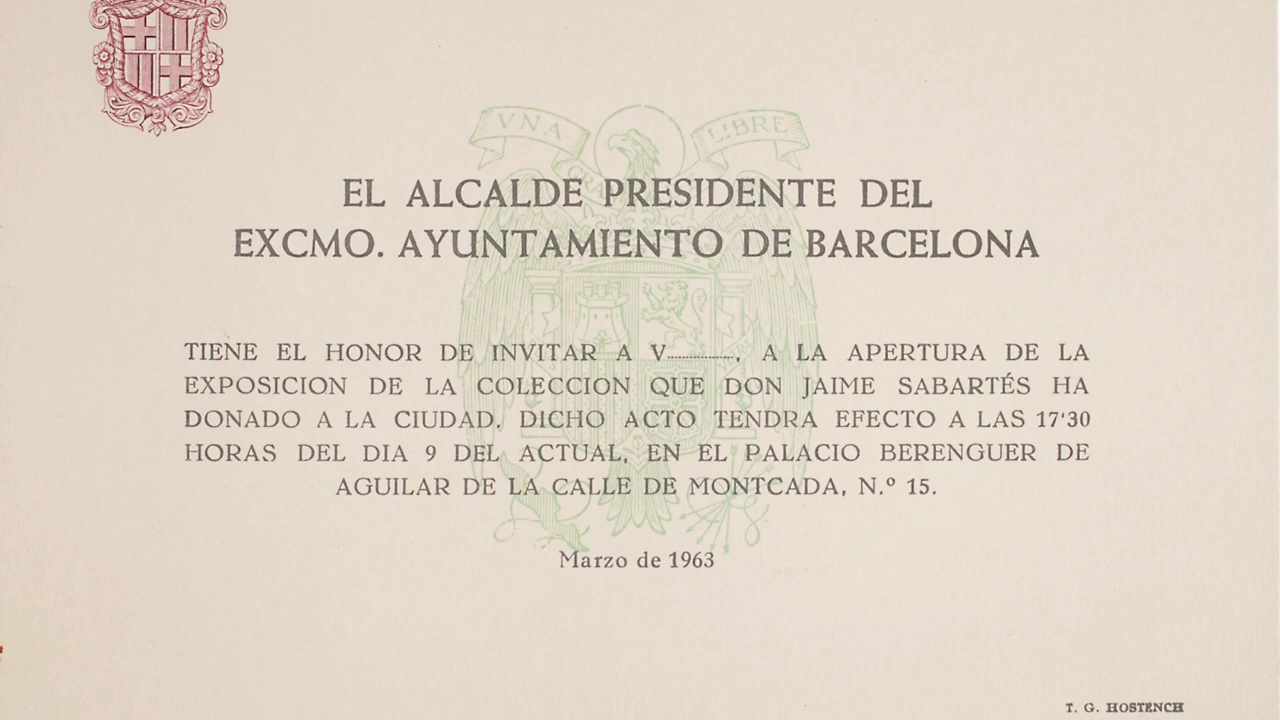 UNA
LIBRE
EL ALCALDE PRESIDENTE DEL
EXCMO. AYUNTAMIENTO DE BARCELONA
TIENE EL HONOR DE INVITAR A V................, A LA APERTURA DE LA
EXPOSICION DE LA COLECCION QUE DON JAIME SABARTÉS HA
DONADO A LA CIUDAD. DICHO ACTO TENDRA EFECTO A LAS 17'30
HORAS DEL DIA 9 DEL ACTUAL, EN EL PALACIO BERENGUER DE
AGUILAR DE LA CALLE DE MONTCADA, N.º 15.
Marzo de 1963
T. G. HOSTENCH